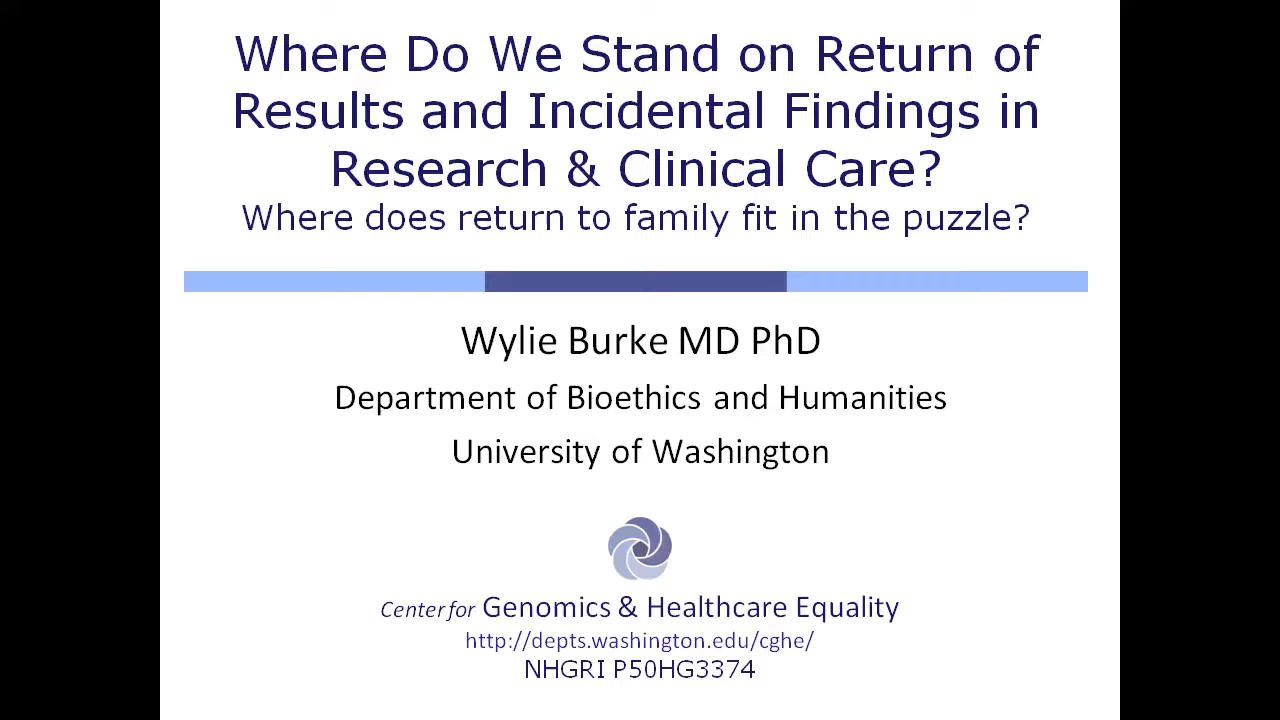 Where Do We Stand on Return of
Results and Incidental Findings in
Research & Clinical Care?
Where does return to family fit in the puzzle?
Wylie Burke MD PhD
Department of Bioethics and Humanities
University of Washington
Center for Genomics & Healthcare Equality
http://depts.washington.edu/cghe/
NHGRI P50HG3374